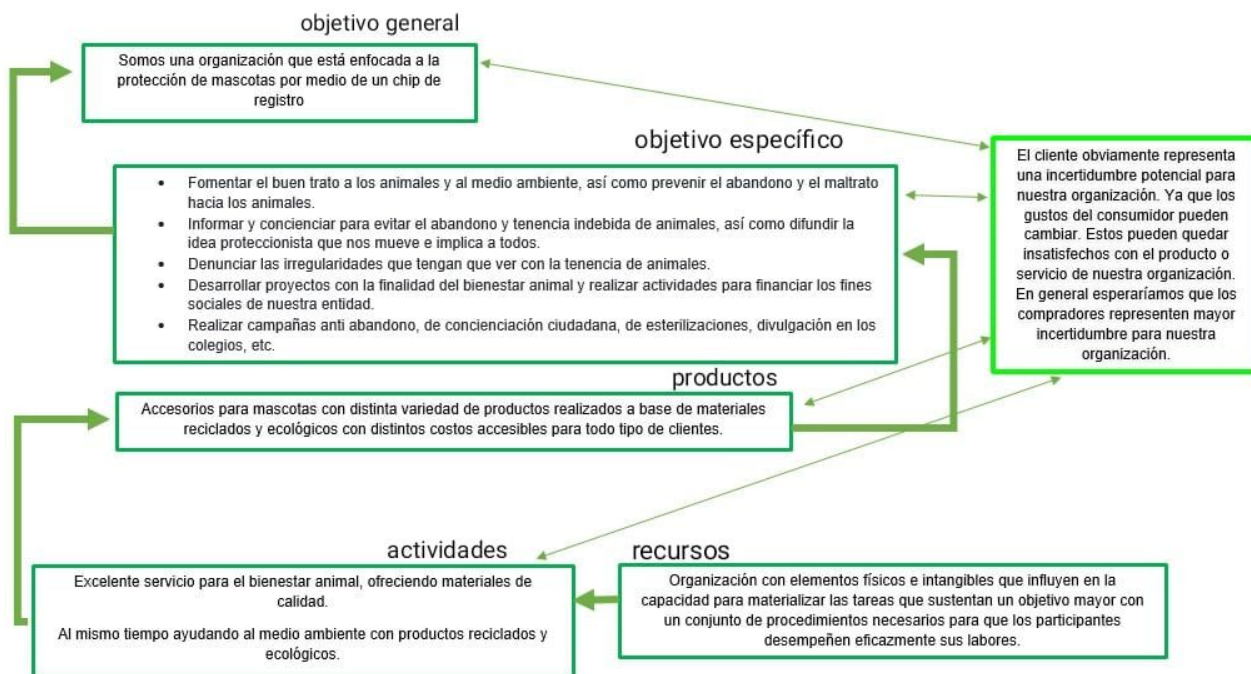 objetivo general
Somos una organización que está enfocada a la
protección de mascotas por medio de un chip de
registro
objetivo específico
• Fomentar el buen trato a los animales y al medio ambiente, así como prevenir el abandono y el maltrato
hacia los animales.
• Informar y concienciar para evitar el abandono y tenencia indebida de animales, así como difundir la
idea proteccionista que nos mueve e implica a todos.
• Denunciar las irregularidades que tengan que ver con la tenencia de animales.
• Desarrollar proyectos con la finalidad del bienestar animal y realizar actividades para financiar los fines
sociales de nuestra entidad.
• Realizar campañas anti abandono, de concienciación ciudadana, de esterilizaciones, divulgación en los
colegios, etc.
El cliente obviamente representa
una incertidumbre potencial para
nuestra organización. Ya que los
gustos del consumidor pueden
cambiar. Estos pueden quedar
insatisfechos con el producto o
servicio de nuestra organización.
En general esperaríamos que los
compradores representen mayor
incertidumbre para nuestra
organización.
productos
Accesorios para mascotas con distinta variedad de productos realizados a base de materiales
reciclados y ecológicos con distintos costos accesibles para todo tipo de clientes.
actividades
Excelente servicio para el bienestar animal, ofreciendo materiales de
calidad.
Al mismo tiempo ayudando al medio ambiente con productos reciclados y
ecológicos.
recursos
Organización con elementos físicos e intangibles que influyen en la
capacidad para materializar las tareas que sustentan un objetivo mayor con
un conjunto de procedimientos necesarios para que los participantes
desempeñen eficazmente sus labores.